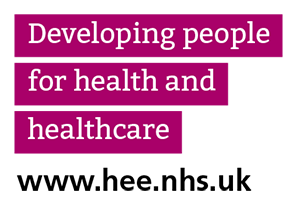 Developing people
for health and
healthcare
www.hee.nhs.uk